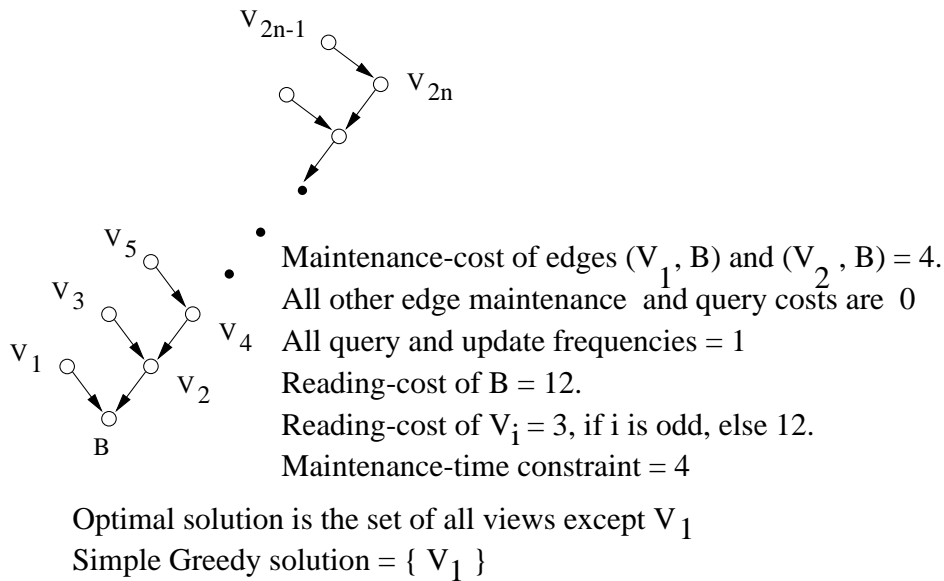 V2n-1
V2n
V5
V3
V4
V1
V2
B
Maintenance-cost of edges (V1, B) and (V2 , B) = 4.
All other edge maintenance and query costs are 0
All query and update frequencies = 1
Reading-cost of B = 12.
Reading-cost of Vi = 3, if i is odd, else 12.
Maintenance-time constraint = 4
Optimal solution is the set of all views except V1
Simple Greedy solution = { V1 }